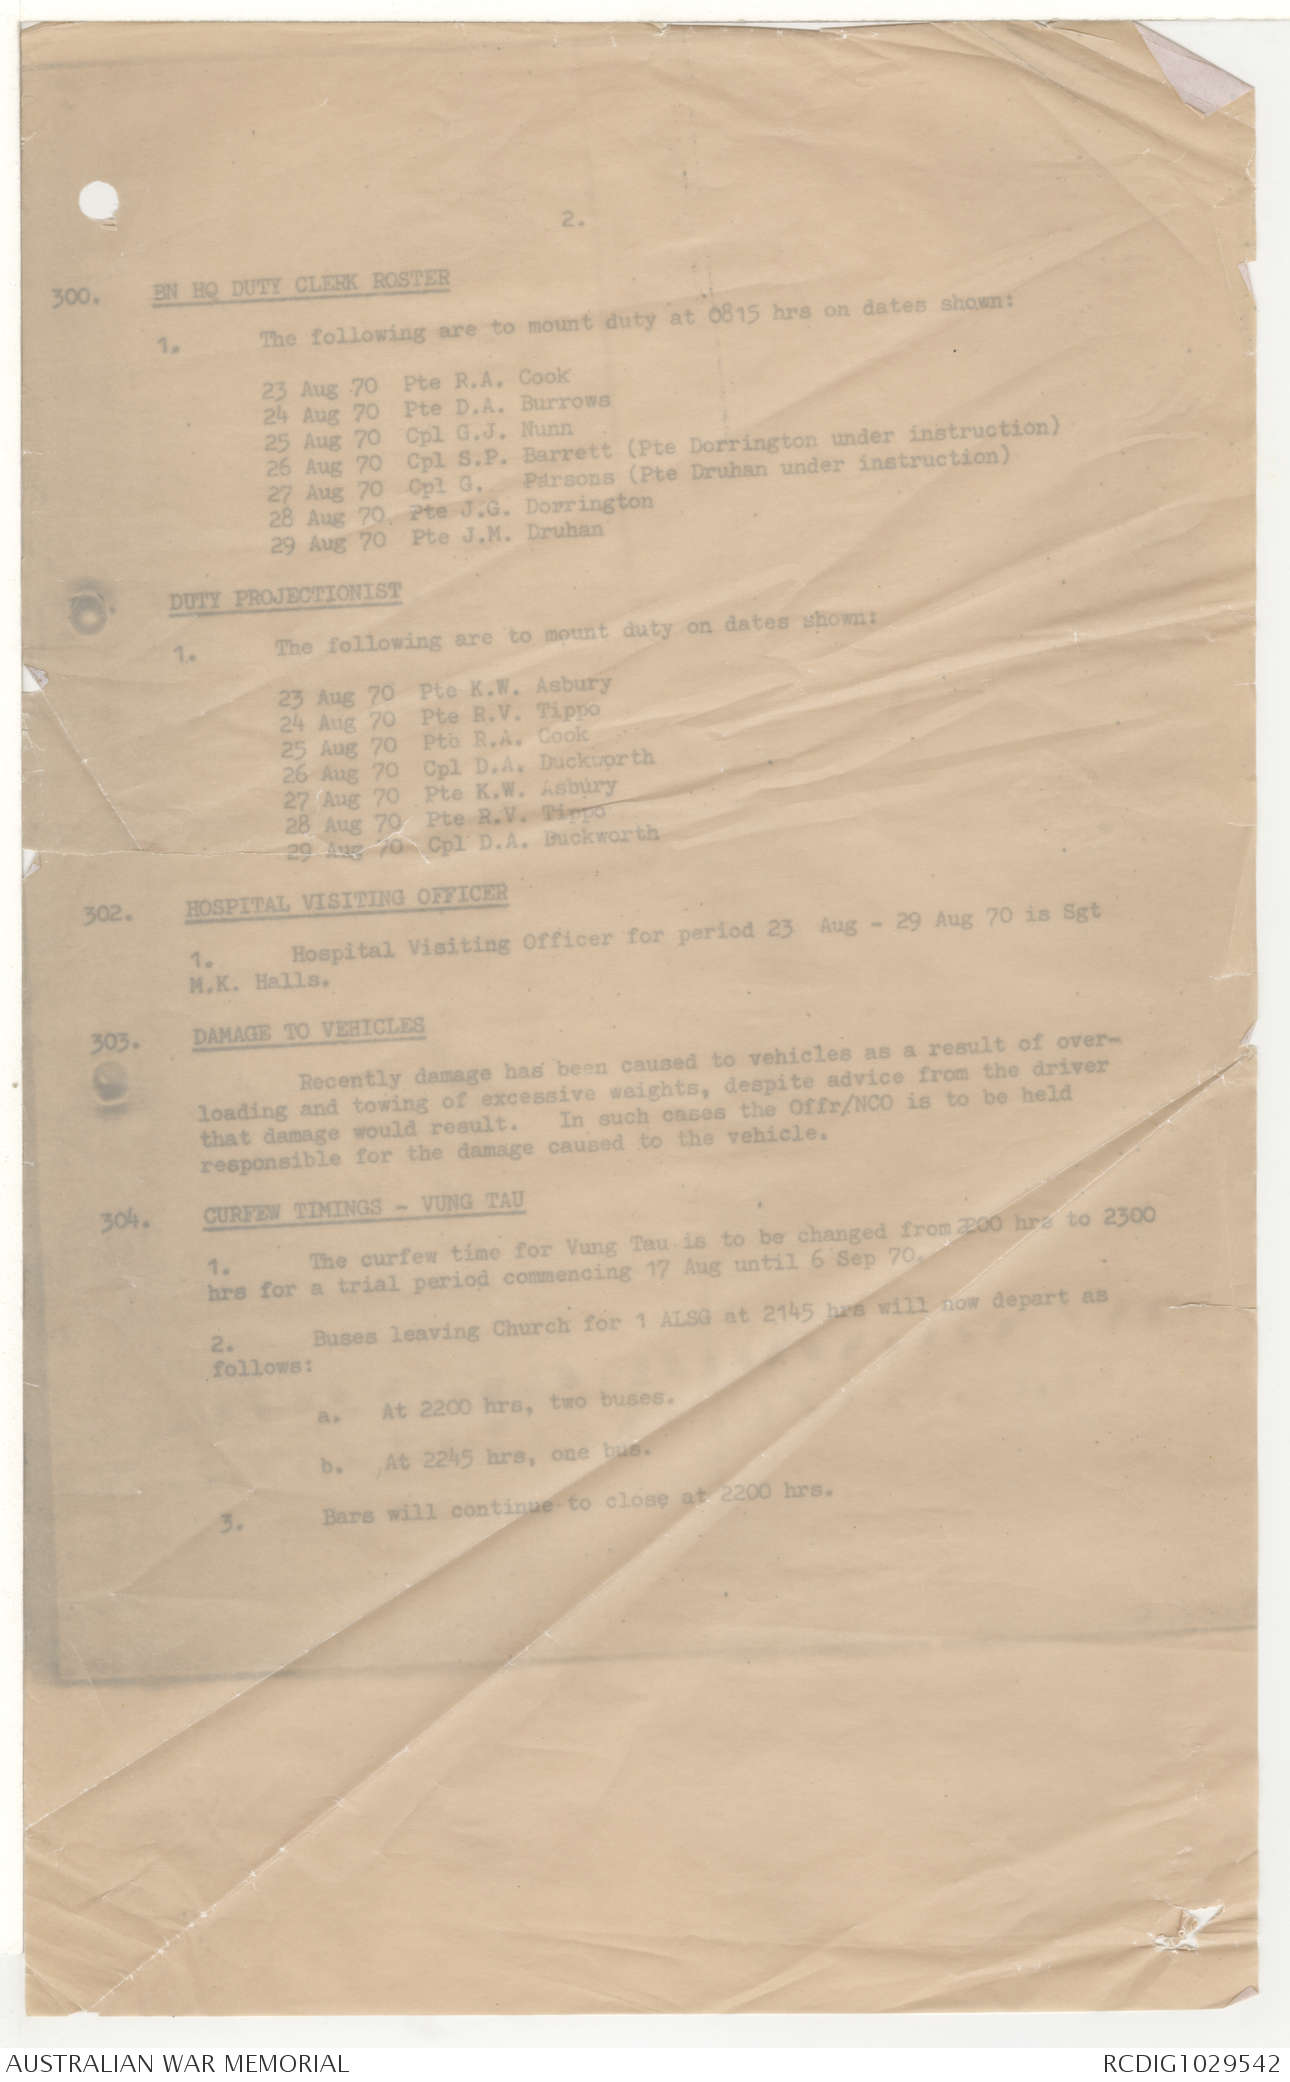 2.
300. BN HQ DUTY CLERK ROSTER
1. The following are to mount duty at 0815 hrs on dates shown:
23 Aug 70 Pte R.A. Cook
24 Aug 70 Pte D.A. Burrows
25 Aug 70 Cpl G.J. Nunn
26 Aug 70 Cpl S.P. Barrett (Pte Dorrington under instruction)
27 Aug 70 Cpl G. Parsons (Pte Druhan under instruction)
28 Aug 70 Pte J.G. Dorrington
29 Aug 70 Pte J.M. Druhan
DUTY PROJECTIONIST
1. The following are to mount duty on dates shown:
23 Aug 70 Pte K.W. Asbury
24 Aug 70 Pte R.V. Tippo
25 Aug 70 Pte R.A. Cook
26 Aug 70 Cpl D.A. Duckworth
27 Aug 70 Pte K.W. Asbury
28 Aug 70 Pte R.V. Tippo
29 Aug 70 Cpl D.A. Duckworth
302. HOSPITAL VISITING OFFICER
1. Hospital Visiting Officer for period 23 Aug - 29 Aug 70 is Sgt
M.K. Halls.
303. DAMAGE TO VEHICLES
Recently damage has been caused to vehicles as a result of over-
loading and towing of excessive weights, despite advice from the driver
that damage would result. In such cases the Offr/NCO is to be held
responsible for the damage caused to the vehicle.
304. CURFEW TIMINGS - VUNG TAU
1. The curfew time for Vung Tau is to be changed from 2200 hrs to 2300
hrs for a trial period commencing 17 Aug until 6 Sep 70.
2. Buses leaving Church for 1 ALSG at 2145 hrs will now depart as
follows:
a. At 2200 hrs, two buses.
b. At 2245 hrs, one bus.
3. Bars will continue to close at 2200 hrs.
AUSTRALIAN WAR MEMORIAL RCDIG1029542